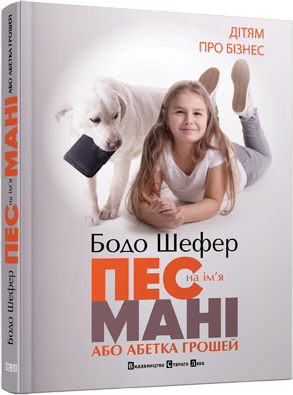 ДІТЯМ
ПРО БІЗНЕС
Бодо Шефер
ПЕС
на ім'я
МАНІ
АБО АБЕТКА ГРОШЕЙ
Видавництво Старого Лева
Бодо Шефер ПЕС на ім'я МАНІ АБО АБЕТКА ГРОШЕЙ